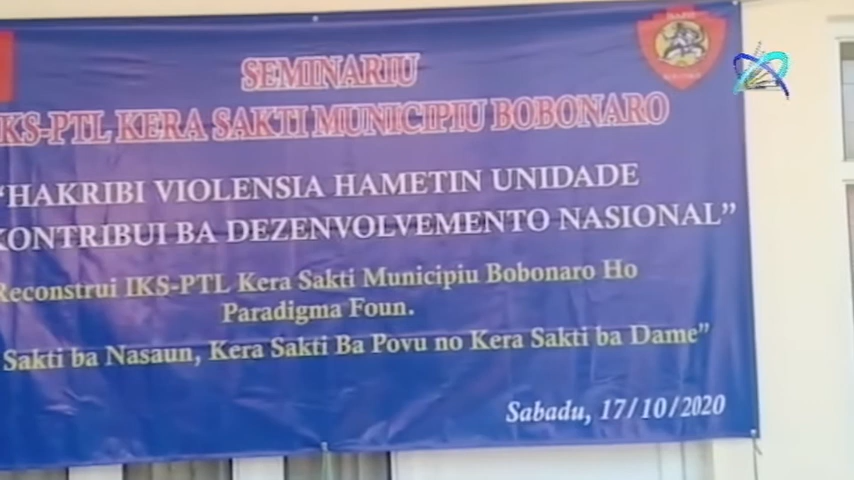 SEMINARIU
IKS-PTL KERA SAKTI MUNICIPIU BOBONARO
“HAKRIBI VIOLENSIA HAMETIN UNIDADE
KONTRIBUI BA DEZENVOLVEMENTO NASIONAL”
Reconstrui IKS-PTL Kera Sakti Municipiu Bobonaro Ho
Paradigma Foun.
Sakti ba Nasaun, Kera Sakti Ba Povu no Kera Sakti ba Dame”
Sabadu, 17/10/2020